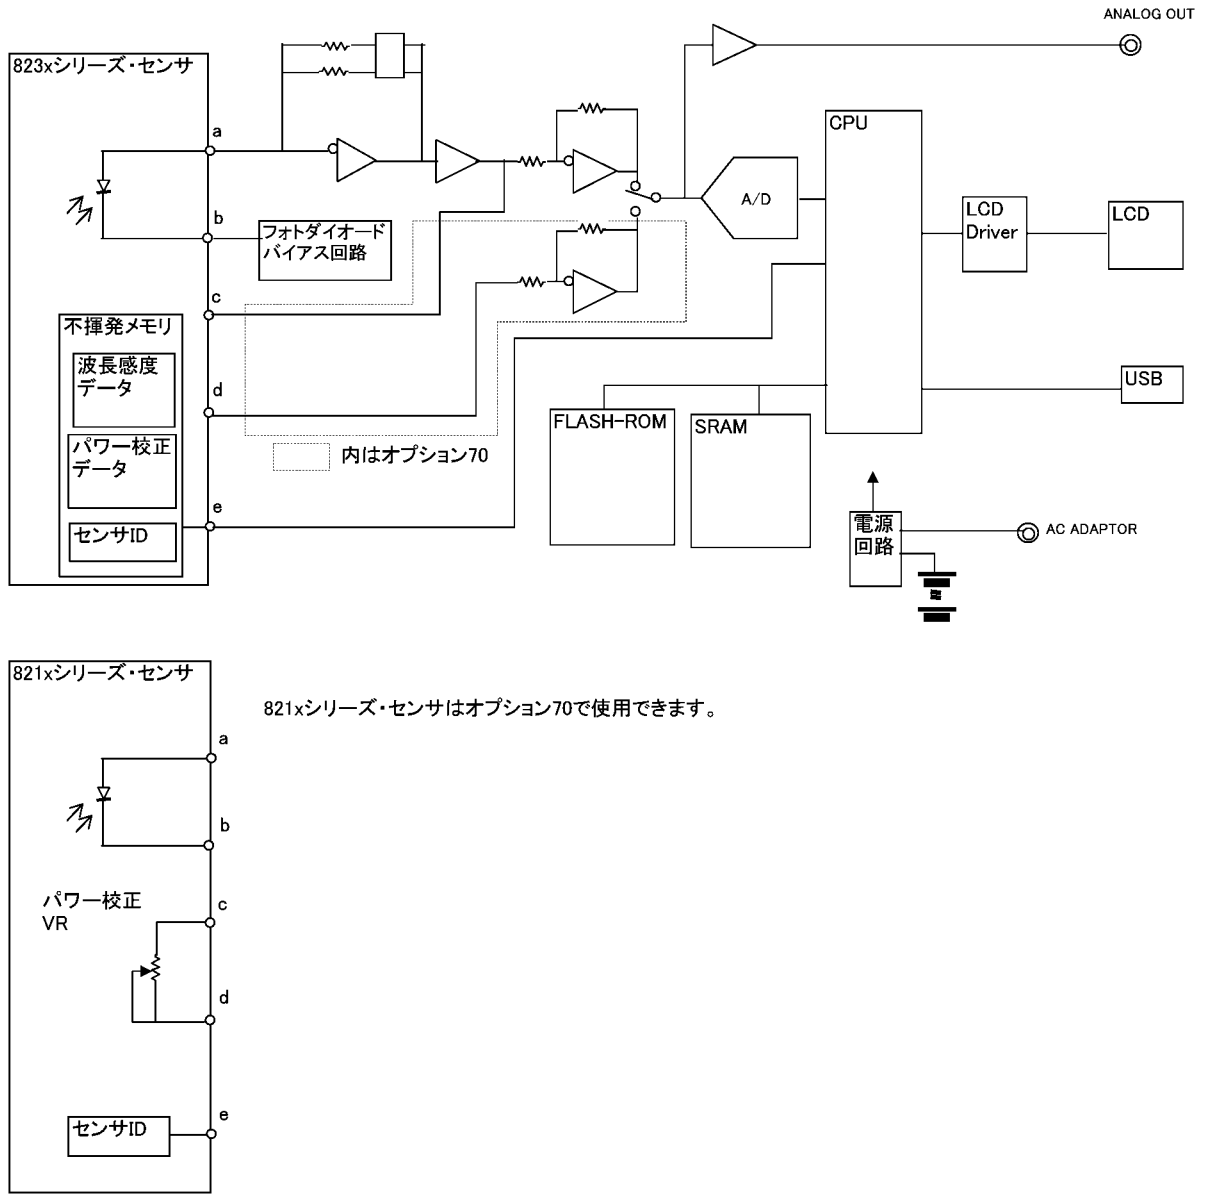 ANALOG OUT
823xシリーズ・センサ
a
CPU
A/D
LCD
Driver
LCD
b
フォトダイオード
バイアス回路
c
不揮発メモリ
波長感度
データ
d
USB
FLASH-ROM
SRAM
パワー校正
データ
内はオプション70
e
センサID
電源
回路
AC ADAPTOR
821xシリーズ・センサ
821xシリーズ・センサはオプション70で使用できます。
a
b
パワー校正
VR
c
d
e
センサID